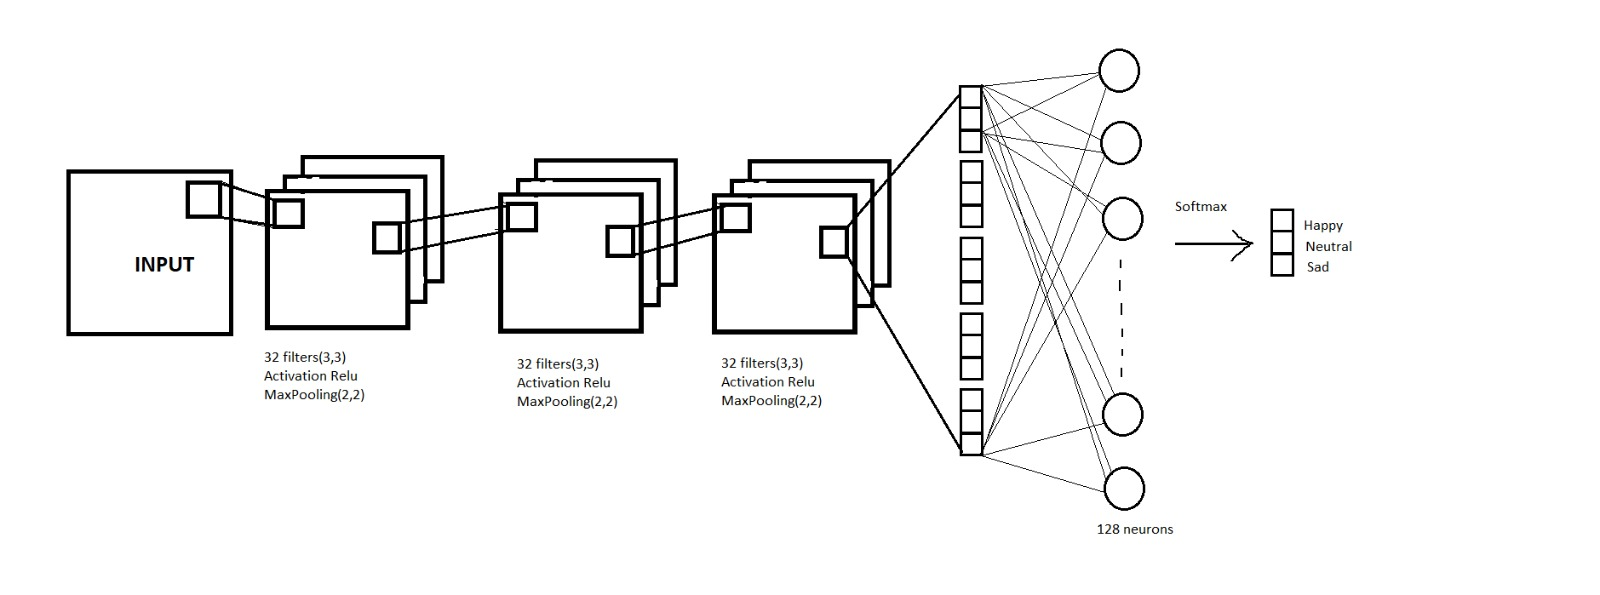 INPUT
32 filters(3,3)
Activation Relu
MaxPooling(2,2)
32 filters(3,3)
Activation Relu
MaxPooling(2,2)
32 filters(3,3)
Activation Relu
MaxPooling(2,2)
128 neurons
Softmax
Happy
Neutral
Sad